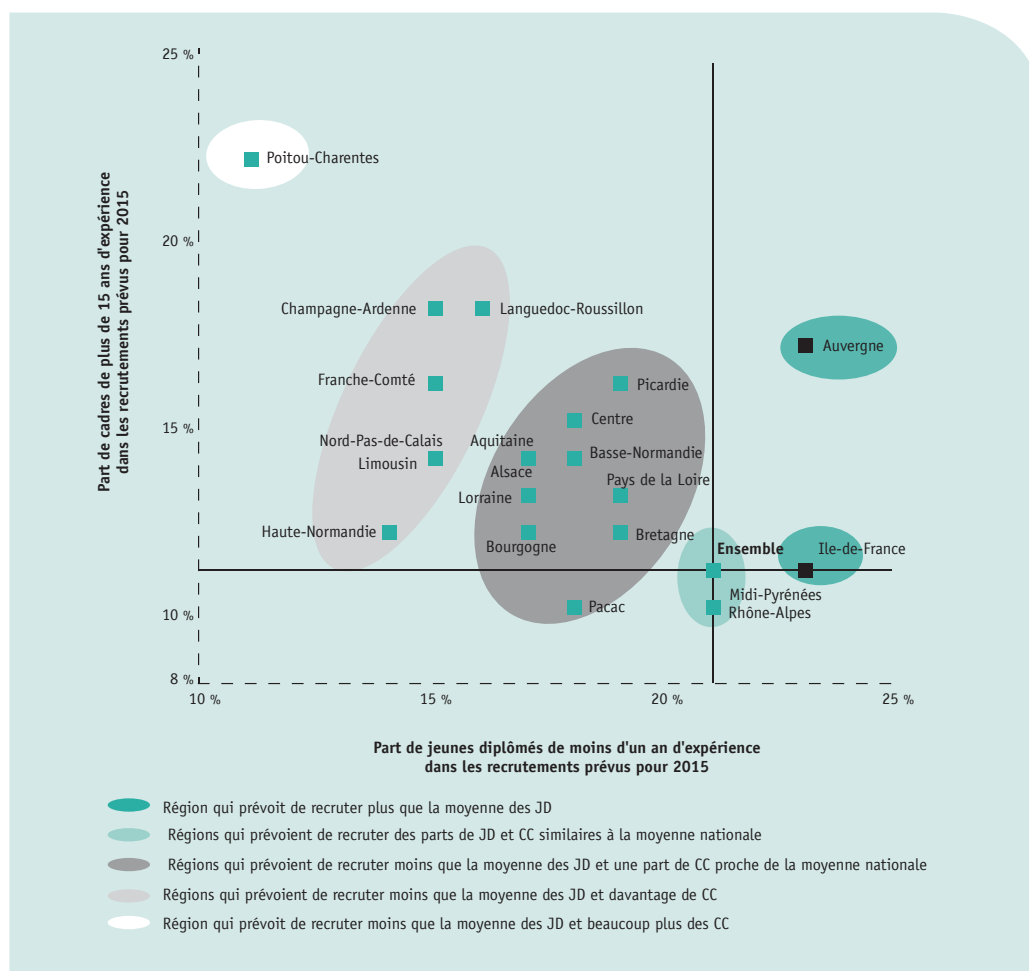 25 %
Poitou-Charentes
Part de cadres de plus de 15 ans d'expérience
dans les recrutements prévus pour 2015
20 %
Champagne-Ardenne
Languedoc-Roussillon
Auvergne
Franche-Comté
Picardie
15 %
Centre
Nord-Pas-de-Calais
Limousin
Aquitaine
Alsace
Basse-Normandie
Pays de la Loire
Lorraine
Haute-Normandie
Bourgogne
Bretagne
Ensemble
Ile-de-France
Midi-Pyrénées
Rhône-Alpes
10 %
Pacac
8 %
10 %
15 %
20 %
25 %
Part de jeunes diplômés de moins d'un an d'expérience
dans les recrutements prévus pour 2015
Région qui prévoit de recruter plus que la moyenne des JD
Régions qui prévoient de recruter des parts de JD et CC similaires à la moyenne nationale
Régions qui prévoient de recruter moins que la moyenne des JD et une part de CC proche de la moyenne nationale
Régions qui prévoient de recruter moins que la moyenne des JD et davantage de CC
Région qui prévoit de recruter moins que la moyenne des JD et beaucoup plus des CC